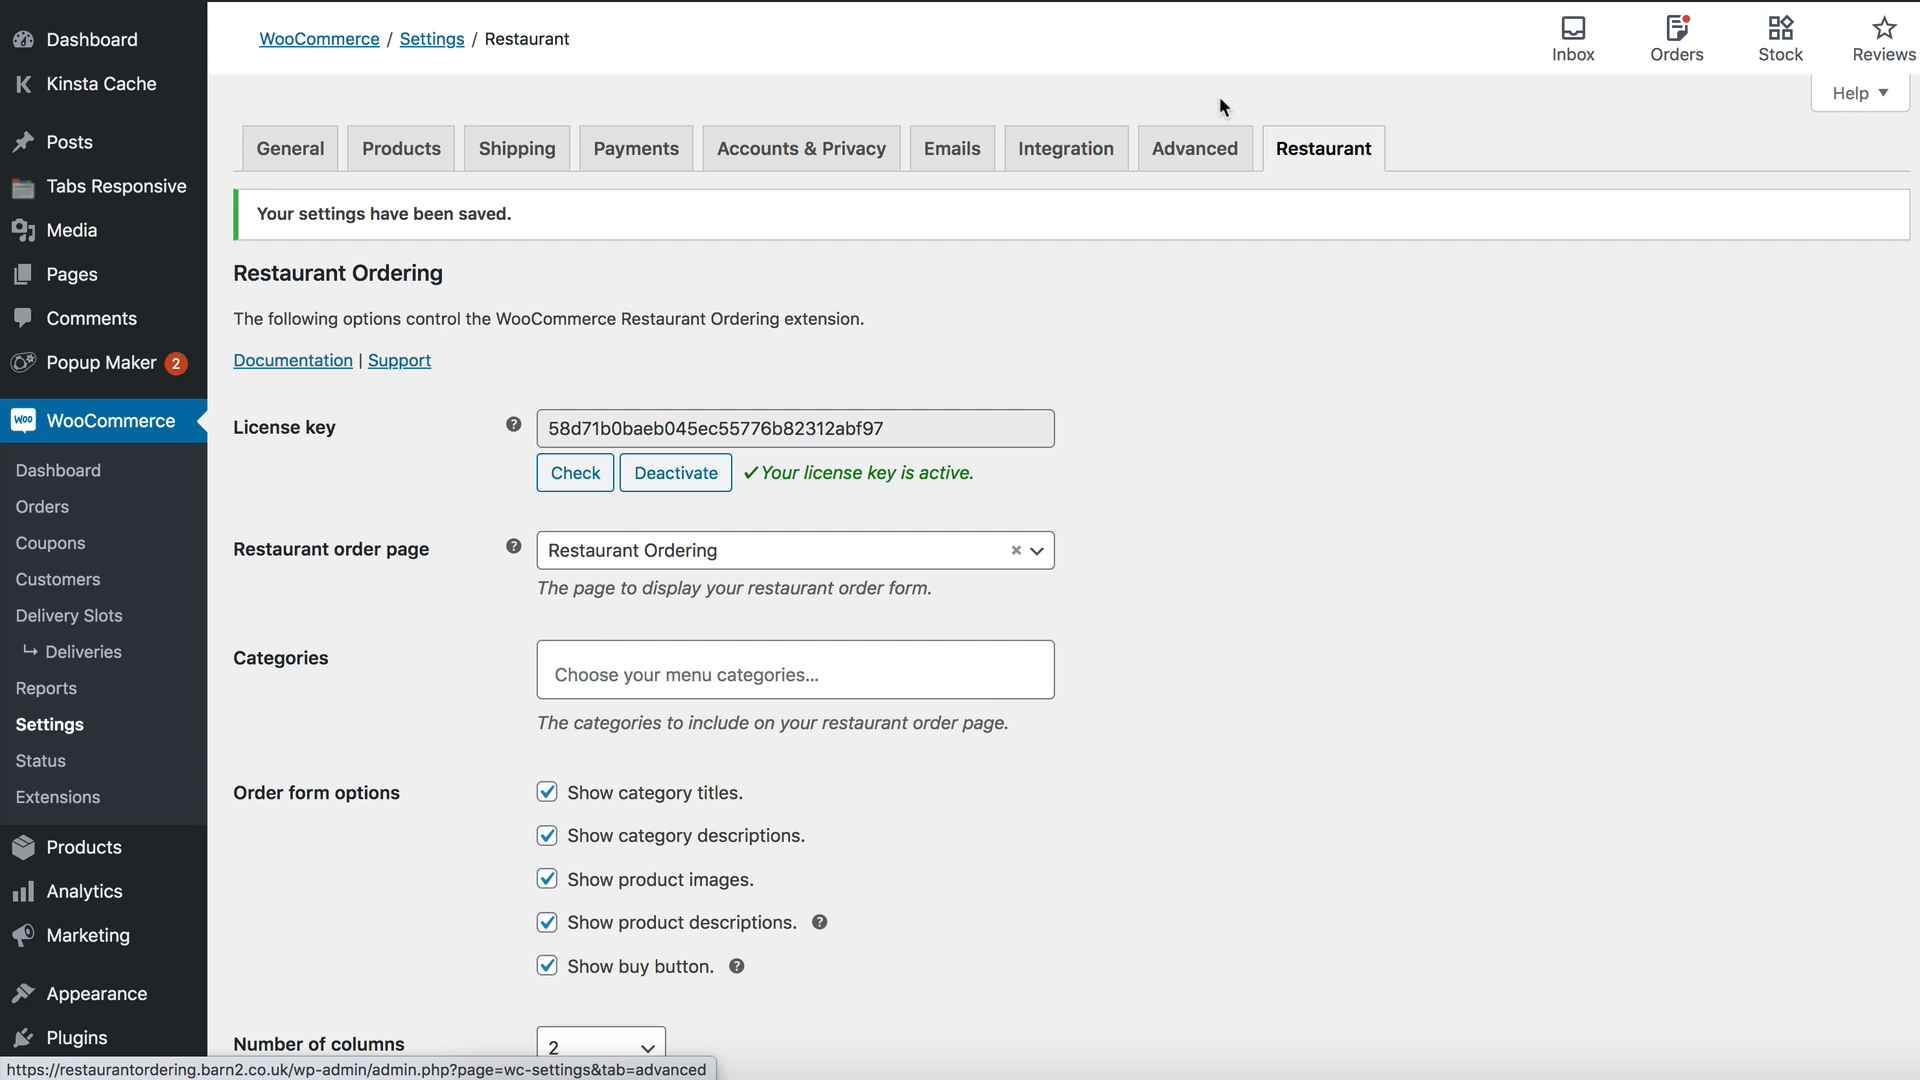 Dashboard
Kinsta Cache
Posts
Tabs Responsive
Media
Pages
Comments
Popup Maker 2
WooCommerce
Dashboard
Orders
Coupons
Customers
Delivery Slots
↳ Deliveries
Reports
Settings
Status
Extensions
Products
Analytics
Marketing
Appearance
Plugins
WooCommerce / Settings / Restaurant
Inbox Orders Stock Reviews
Help
General Products Shipping Payments Accounts & Privacy Emails Integration Advanced Restaurant
Your settings have been saved.
Restaurant Ordering
The following options control the WooCommerce Restaurant Ordering extension.
Documentation | Support
License key 58d71b0baeb045ec55776b82312abf97
Check Deactivate ✓Your license key is active.
Restaurant order page Restaurant Ordering
The page to display your restaurant order form.
Categories Choose your menu categories...
The categories to include on your restaurant order page.
Order form options Show category titles.
Show category descriptions.
Show product images.
Show product descriptions.
Show buy button.
Number of columns 2
https://restaurantordering.barn2.co.uk/wp-admin/admin.php?page=wc-settings&tab=advanced